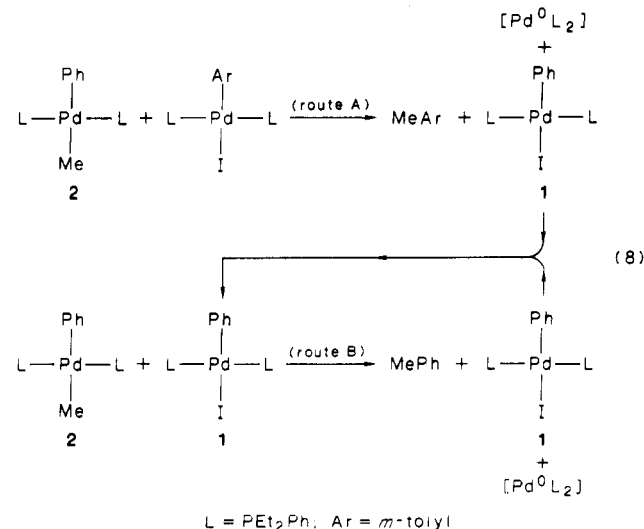 [Pd⁰L₂]
+
Ph Ar Ph
L—Pd—L + L—Pd—L (route A) MeAr + L—Pd—L
Me I I
2 1
(8)
Ph Ph Ph
L—Pd—L + L—Pd—L (route B) MePh + L—Pd—L
Me I I
2 1 1
+
[Pd⁰L₂]
L = PEt₂Ph; Ar = m-tolyl